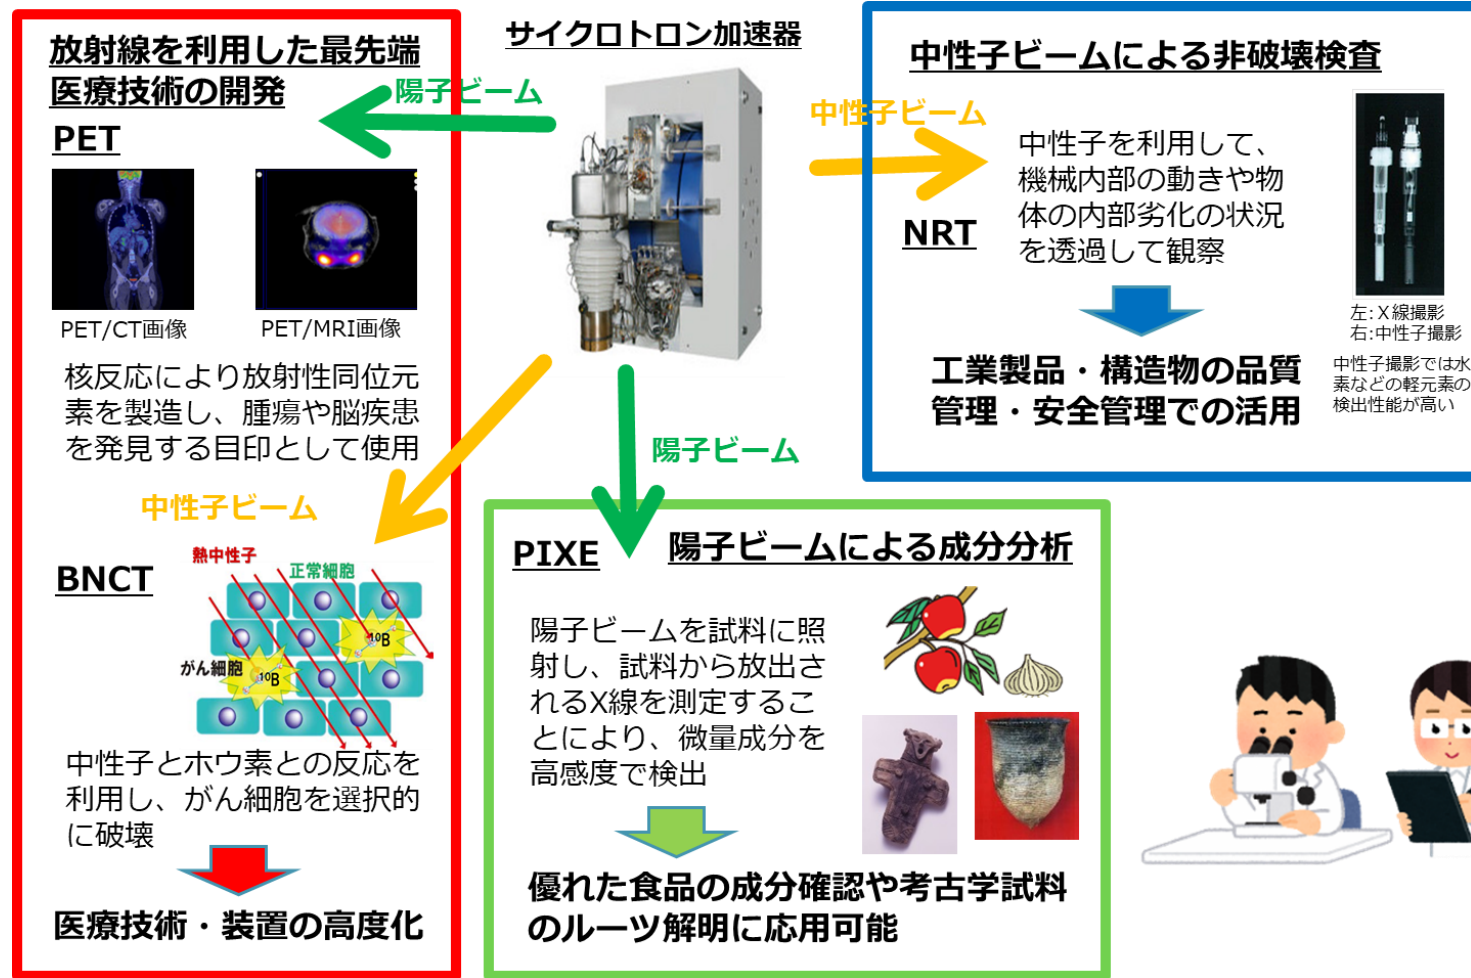 サイクロトロン加速器
放射線を利用した最先端
医療技術の開発
陽子ビーム
PET
PET/CT画像
PET/MRI画像
核反応により放射性同位元
素を製造し、腫瘍や脳疾患
を発見する目印として使用
中性子ビーム
BNCT
熱中性子
正常細胞
10B
がん細胞
10B
中性子とホウ素との反応を
利用し、がん細胞を選択的
に破壊
医療技術・装置の高度化
中性子ビームによる非破壊検査
中性子ビーム
NRT
中性子を利用して、
機械内部の動きや物
体の内部劣化の状況
を透過して観察
左:X線撮影
右:中性子撮影
中性子撮影では水
素などの軽元素の
検出性能が高い
工業製品・構造物の品質
管理・安全管理での活用
陽子ビーム
PIXE
陽子ビームによる成分分析
陽子ビームを試料に照
射し、試料から放出さ
れるX線を測定するこ
とにより、微量成分を
高感度で検出
優れた食品の成分確認や考古学試料
のルーツ解明に応用可能